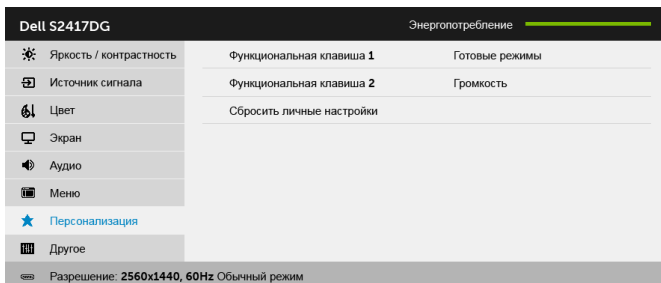 Dell S2417DG
Энергопотребление
Яркость / контрастность
Функциональная клавиша 1
Готовые режимы
Источник сигнала
Функциональная клавиша 2
Громкость
Цвет
Сбросить личные настройки
Экран
Аудио
Меню
Персонализация
Другое
Разрешение: 2560x1440, 60Hz Обычный режим